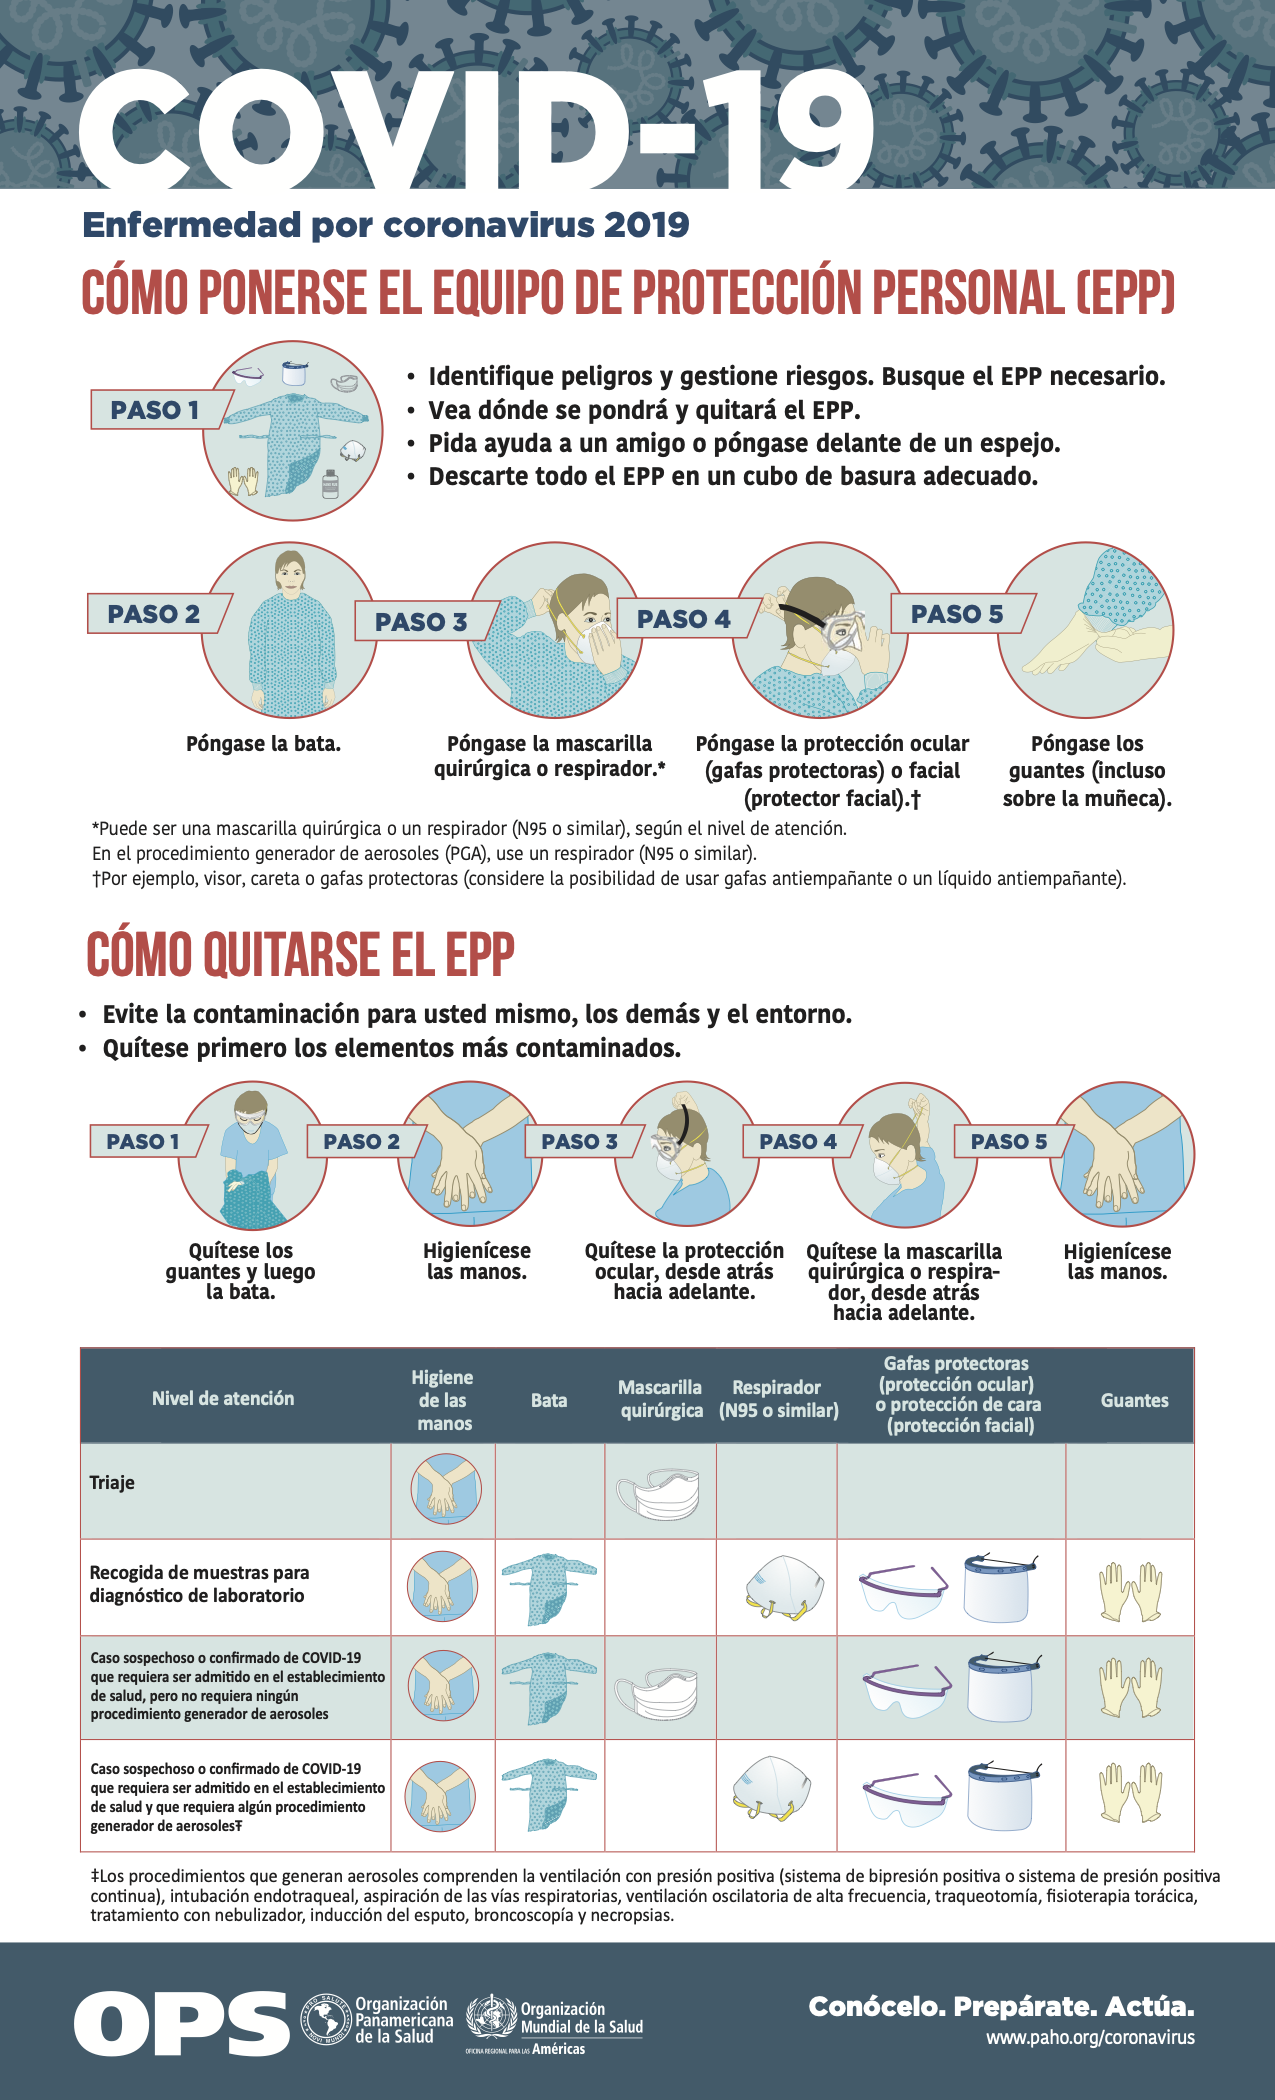 COVID-19
Enfermedad por coronavirus 2019
CÓMO PONERSE EL EQUIPO DE PROTECCIÓN PERSONAL (EPP)
PASO 1
• Identifique peligros y gestione riesgos. Busque el EPP necesario.
• Vea dónde se pondrá y quitará el EPP.
• Pida ayuda a un amigo o póngase delante de un espejo.
• Descarte todo el EPP en un cubo de basura adecuado.
PASO 2
Póngase la bata.
PASO 3
Póngase la mascarilla
quirúrgica o respirador.*
PASO 4
Póngase la protección ocular
(gafas protectoras) o facial
(protector facial).†
PASO 5
Póngase los
guantes (incluso
sobre la muñeca).
*Puede ser una mascarilla quirúrgica o un respirador (N95 o similar), según el nivel de atención.
En el procedimiento generador de aerosoles (PGA), use un respirador (N95 o similar).
†Por ejemplo, visor, careta o gafas protectoras (considere la posibilidad de usar gafas antiempañante o un líquido antiempañante).
CÓMO QUITARSE EL EPP
• Evite la contaminación para usted mismo, los demás y el entorno.
• Quítese primero los elementos más contaminados.
PASO 1
Quítese los
guantes y luego
la bata.
PASO 2
Higienícese
las manos.
PASO 3
Quítese la protección
ocular, desde atrás
hacia adelante.
PASO 4
Quítese la mascarilla
quirúrgica o respira-
dor, desde atrás
hacia adelante.
PASO 5
Higienícese
las manos.
Nivel de atención
Higiene
de las
manos
Bata
Mascarilla
quirúrgica
Respirador
(N95 o similar)
Gafas protectoras
(protección ocular)
o protección de cara
(protección facial)
Guantes
Triaje
Recogida de muestras para
diagnóstico de laboratorio
Caso sospechoso o confirmado de COVID-19
que requiera ser admitido en el establecimiento
de salud, pero no requiera ningún
procedimiento generador de aerosoles
Caso sospechoso o confirmado de COVID-19
que requiera ser admitido en el establecimiento
de salud y que requiera algún procedimiento
generador de aerosoles‡
‡Los procedimientos que generan aerosoles comprenden la ventilación con presión positiva (sistema de bipresión positiva o sistema de presión positiva
continua), intubación endotraqueal, aspiración de las vías respiratorias, ventilación oscilatoria de alta frecuencia, traqueotomía, fisioterapia torácica,
tratamiento con nebulizador, inducción del esputo, broncoscopía y necropsias.
OPS
Organización
Panamericana
de la Salud
Organización
Mundial de la Salud
OFICINA REGIONAL PARA LAS Américas
Conócelo. Prepárate. Actúa.
www.paho.org/coronavirus